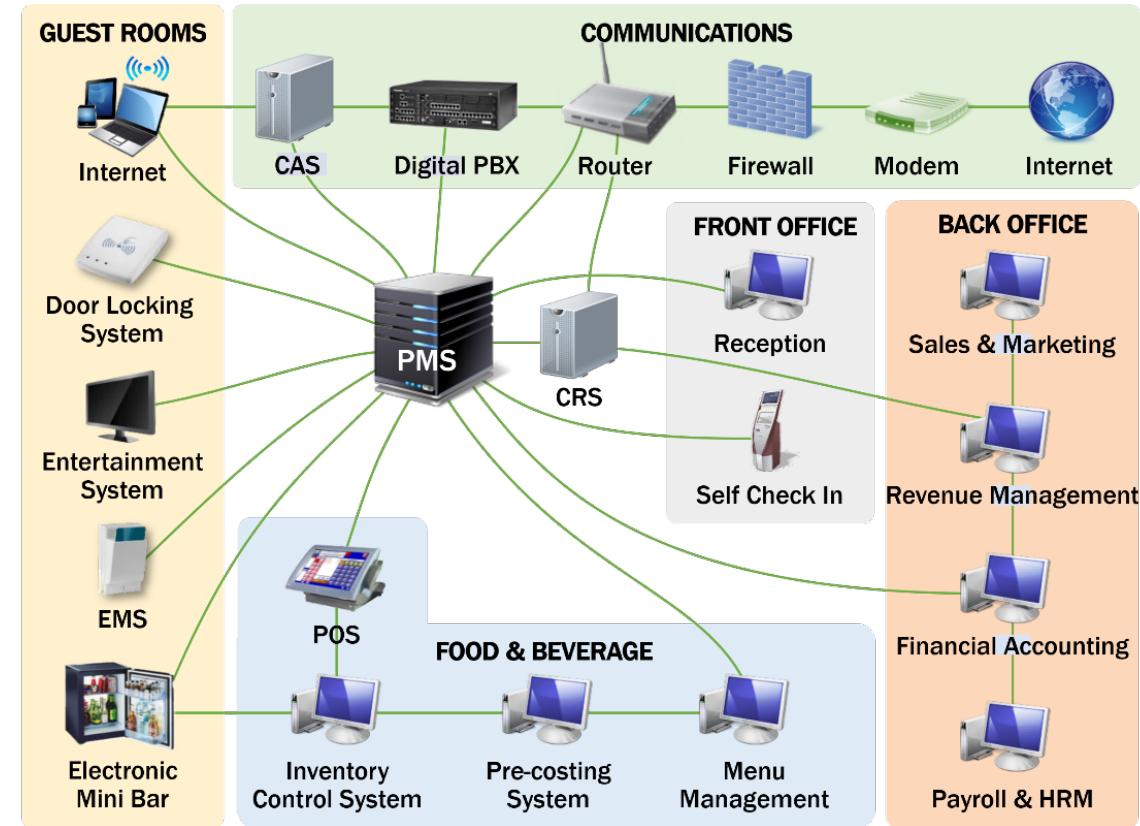 GUEST ROOMS
Internet
Door Locking
System
Entertainment
System
EMS
Electronic
Mini Bar
COMMUNICATIONS
CAS
Digital PBX
Router
Firewall
Modem
Internet
PMS
CRS
FRONT OFFICE
Reception
Self Check In
BACK OFFICE
Sales & Marketing
Revenue Management
Financial Accounting
Payroll & HRM
POS
FOOD & BEVERAGE
Inventory
Control System
Pre-costing
System
Menu
Management